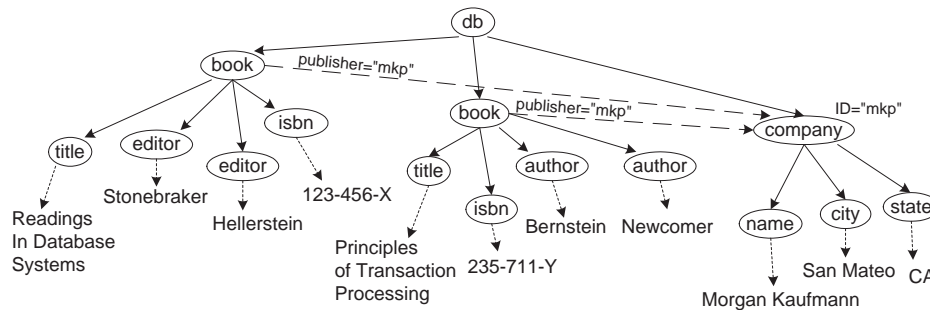 db
book
publisher="mkp"
book
publisher="mkp"
ID="mkp"
company
title
editor
editor
isbn
Readings
In Database
Systems
Stonebraker
Hellerstein
123-456-X
title
isbn
author
author
Principles
of Transaction
Processing
235-711-Y
Bernstein
Newcomer
name
city
state
Morgan Kaufmann
San Mateo
CA